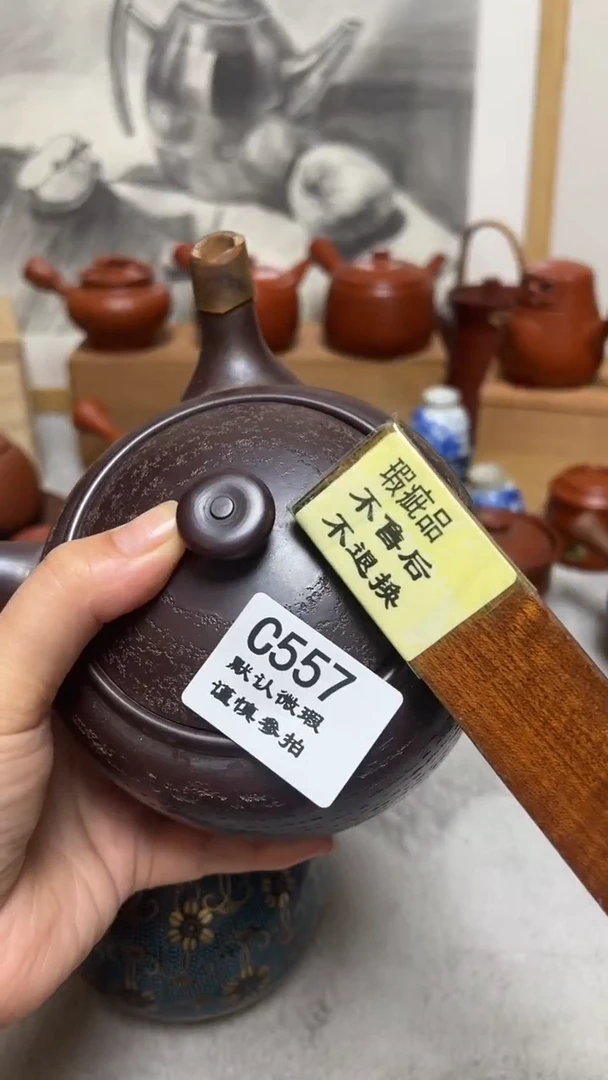 瑕疵品
不售后
不退换
C557
默认微瑕
谨慎参拍